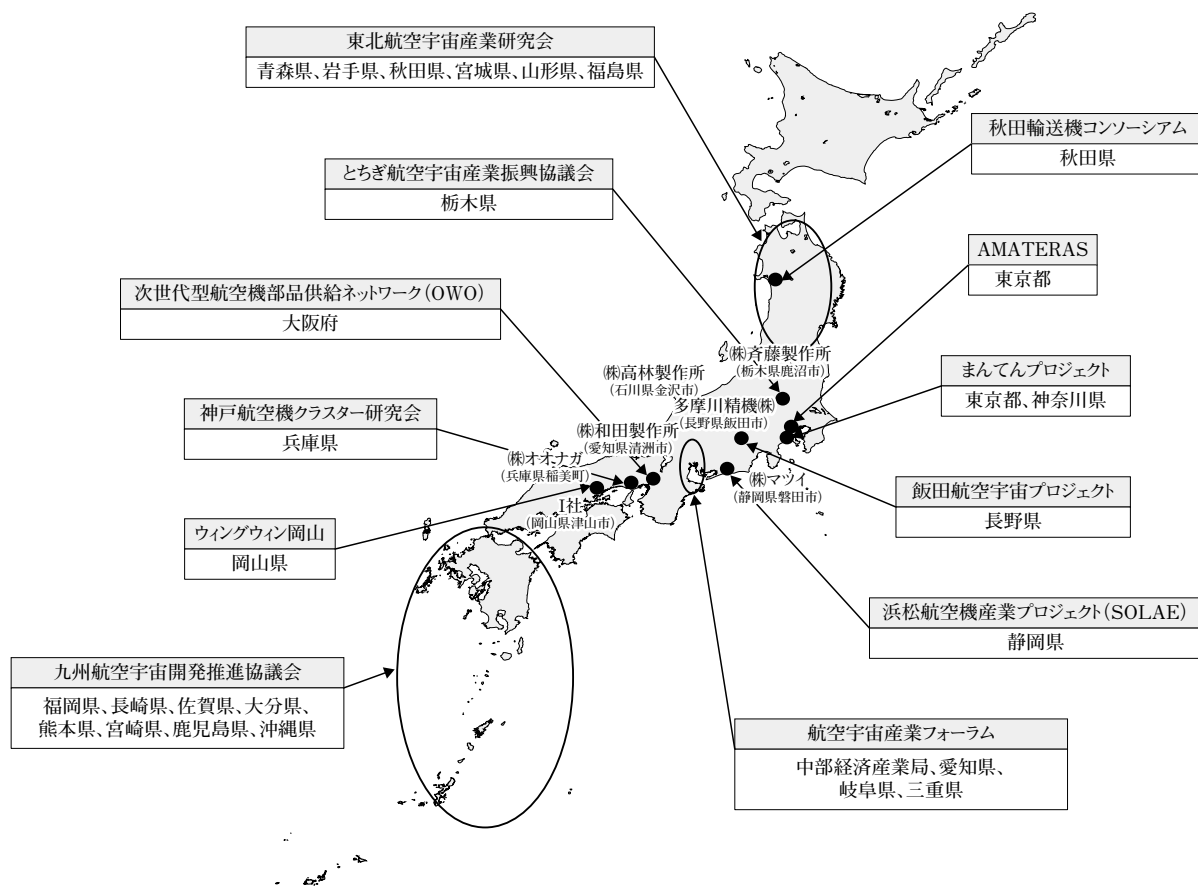 東北航空宇宙産業研究会
青森県、岩手県、秋田県、宮城県、山形県、福島県
秋田輸送機コンソーシアム
秋田県
とちぎ航空宇宙産業振興協議会
栃木県
AMATERAS
東京都
次世代型航空機部品供給ネットワーク(OWO)
大阪府
㈱斉藤製作所
(栃木県鹿沼市)
㈱高林製作所
(石川県金沢市)
まんてんプロジェクト
東京都、神奈川県
多摩川精機㈱
(長野県飯田市)
神戸航空機クラスター研究会
兵庫県
㈱和田製作所
(愛知県清洲市)
㈱オオナガ
(兵庫県稲美町)
㈱マツイ
(静岡県磐田市)
飯田航空宇宙プロジェクト
長野県
I社
(岡山県津山市)
ウィングウィン岡山
岡山県
浜松航空機産業プロジェクト(SOLAE)
静岡県
九州航空宇宙開発推進協議会
福岡県、長崎県、佐賀県、大分県、
熊本県、宮崎県、鹿児島県、沖縄県
航空宇宙産業フォーラム
中部経済産業局、愛知県、
岐阜県、三重県